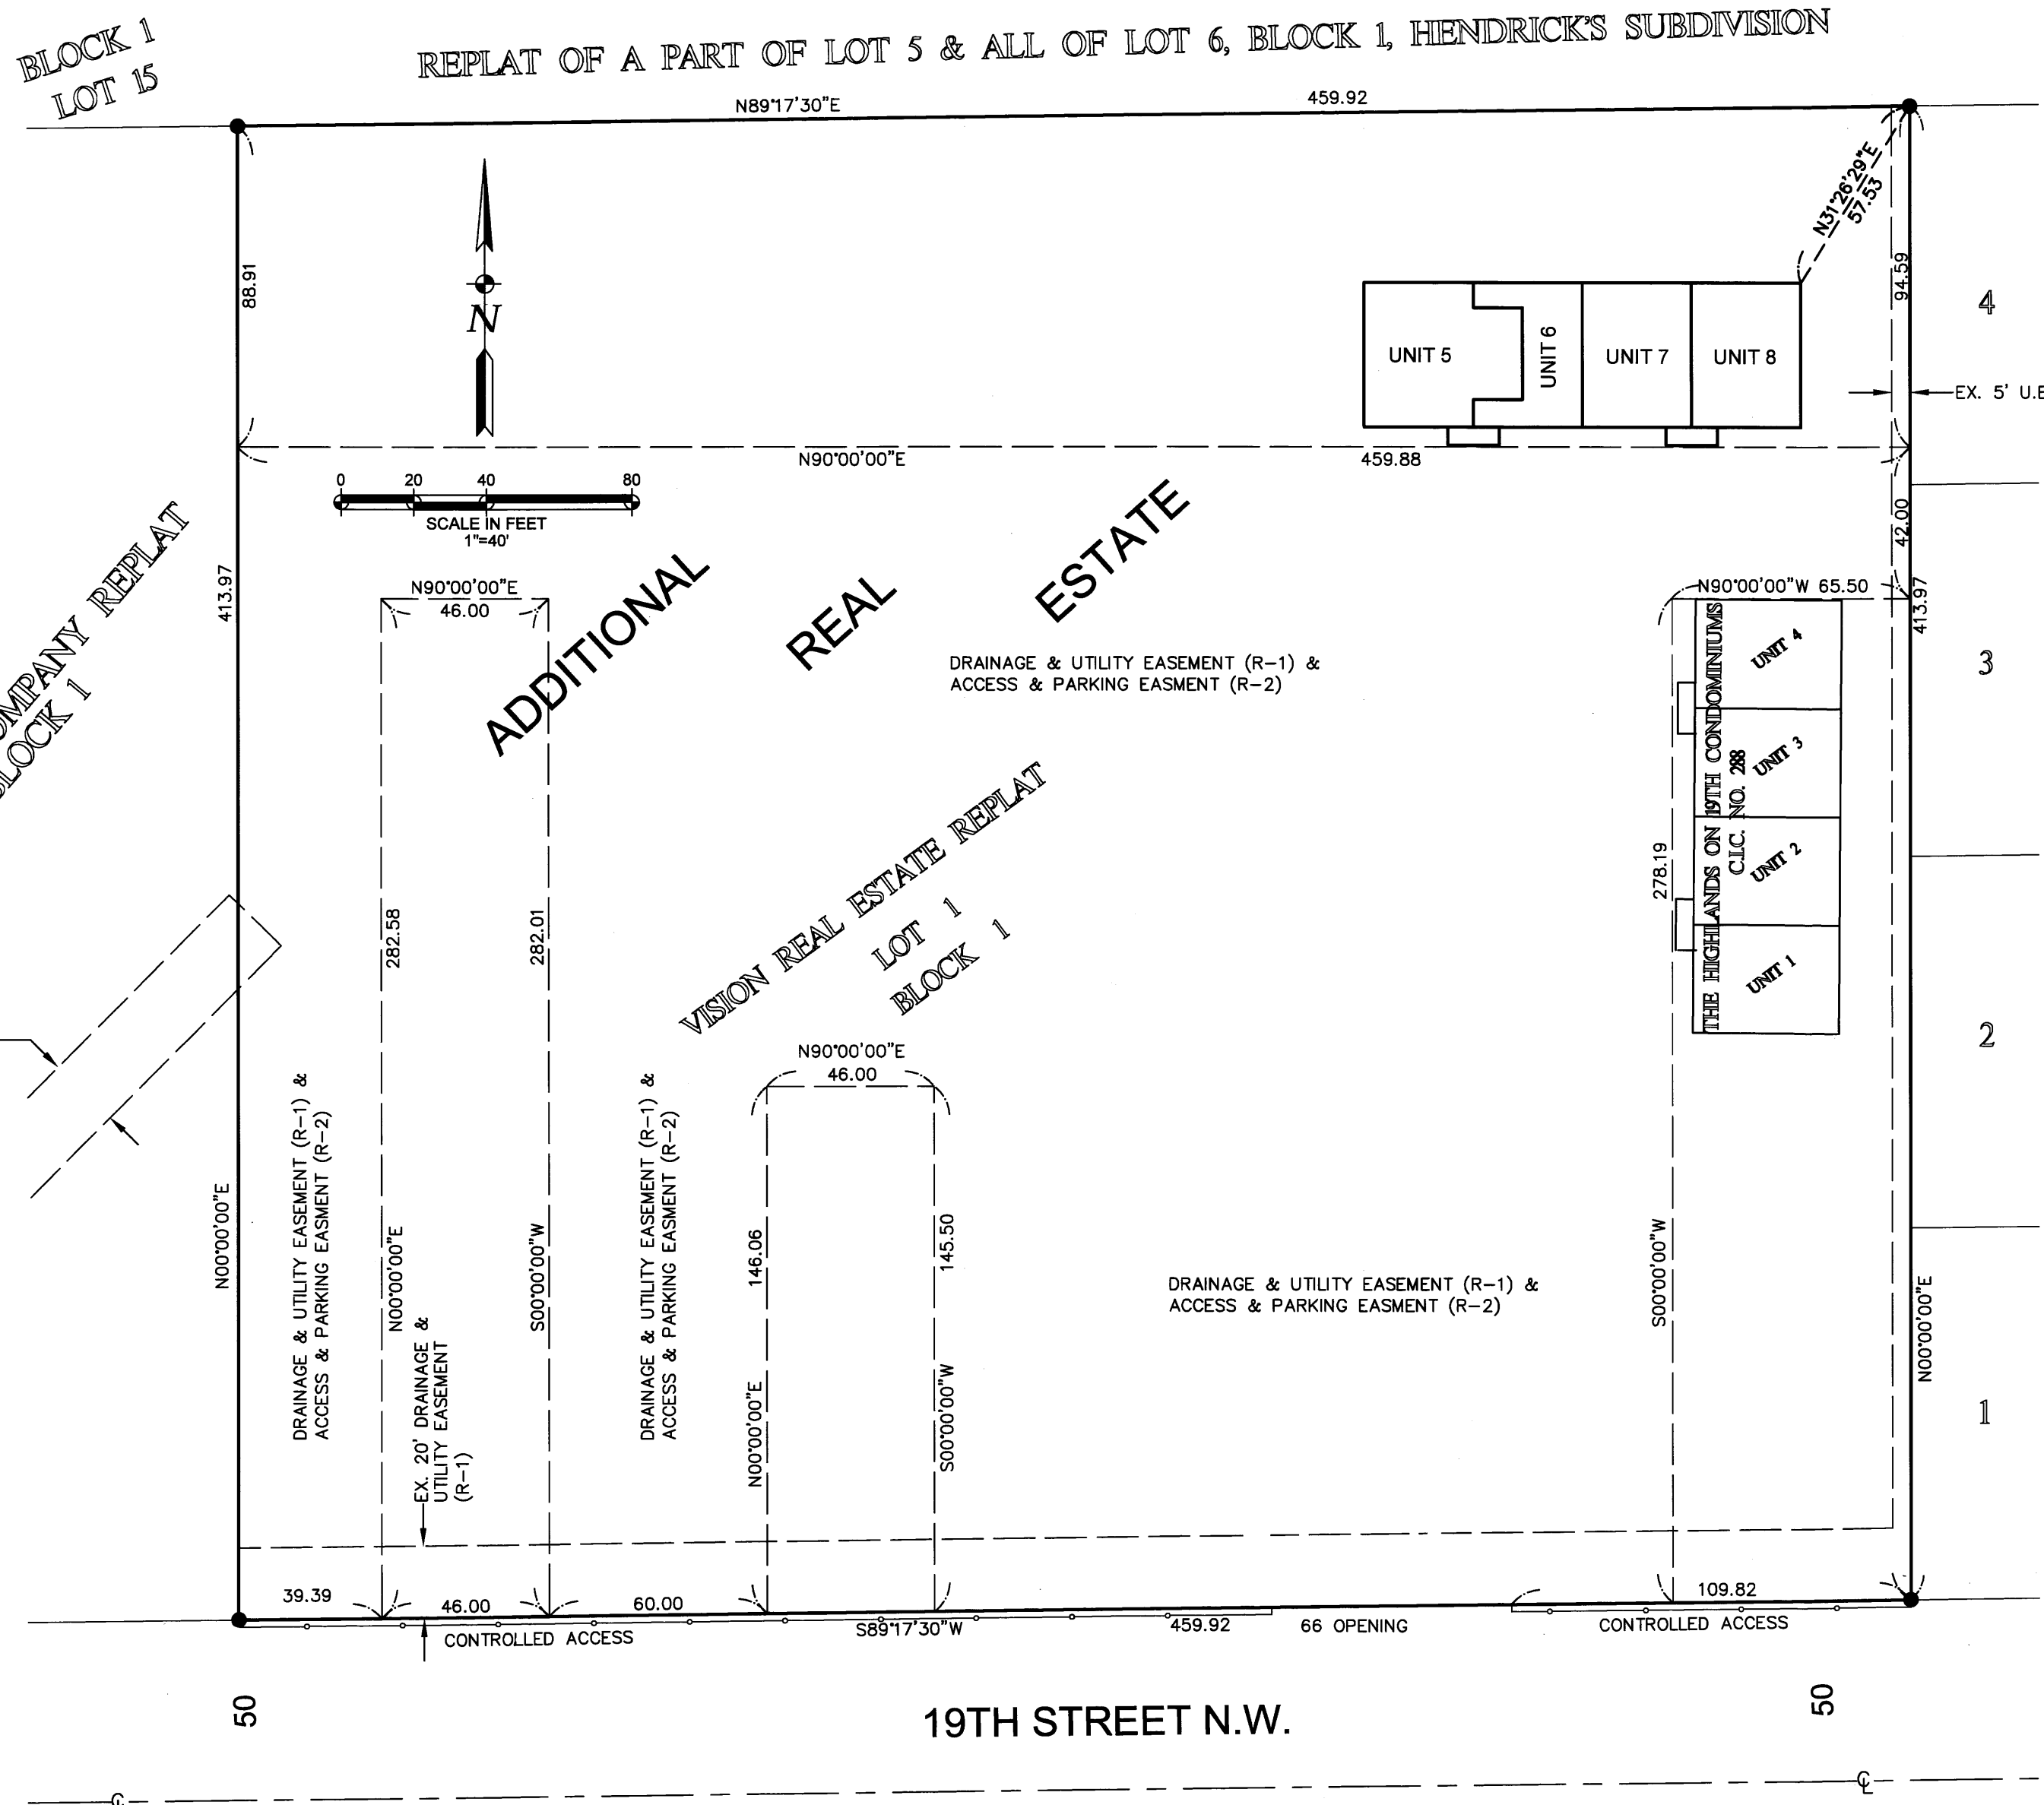 BLOCK 1
LOT 15
REPLAT OF A PART OF LOT 5 & ALL OF LOT 6, BLOCK 1, HENDRICK'S SUBDIVISION
N89°17'30"E
459.92
N31°26'29"E
57.53
88.91
N
94.59
4
UNIT 5
UNIT 6
UNIT 7
UNIT 8
EX. 5' U.E
N90°00'00"E
459.88
0 20 40 80
SCALE IN FEET
1"=40'
42.00
OMPANY REPLAT
BLOCK 1
413.97
N90°00'00"E
46.00
ADDITIONAL REAL ESTATE
N90°00'00"W 65.50
413.97
DRAINAGE & UTILITY EASEMENT (R-1) &
ACCESS & PARKING EASMENT (R-2)
THE HIGHLANDS ON 19TH CONDOMINIUMS
C.I.C. NO. 288
UNIT 4
UNIT 3
UNIT 2
UNIT 1
3
278.19
VISION REAL ESTATE REPLAT
LOT 1
BLOCK 1
282.58
282.01
2
N90°00'00"E
46.00
DRAINAGE & UTILITY EASEMENT (R-1) &
ACCESS & PARKING EASMENT (R-2)
DRAINAGE & UTILITY EASEMENT (R-1) &
ACCESS & PARKING EASMENT (R-2)
N00°00'00"E
N00°00'00"E
S00°00'00"W
146.06
145.50
DRAINAGE & UTILITY EASEMENT (R-1) &
ACCESS & PARKING EASMENT (R-2)
S00°00'00"W
N00°00'00"E
EX. 20' DRAINAGE &
UTILITY EASEMENT
(R-1)
N00°00'00"E
S00°00'00"W
1
39.39
46.00
60.00
109.82
CONTROLLED ACCESS
S89°17'30"W
459.92
66 OPENING
CONTROLLED ACCESS
50
19TH STREET N.W.
50
℄
℄